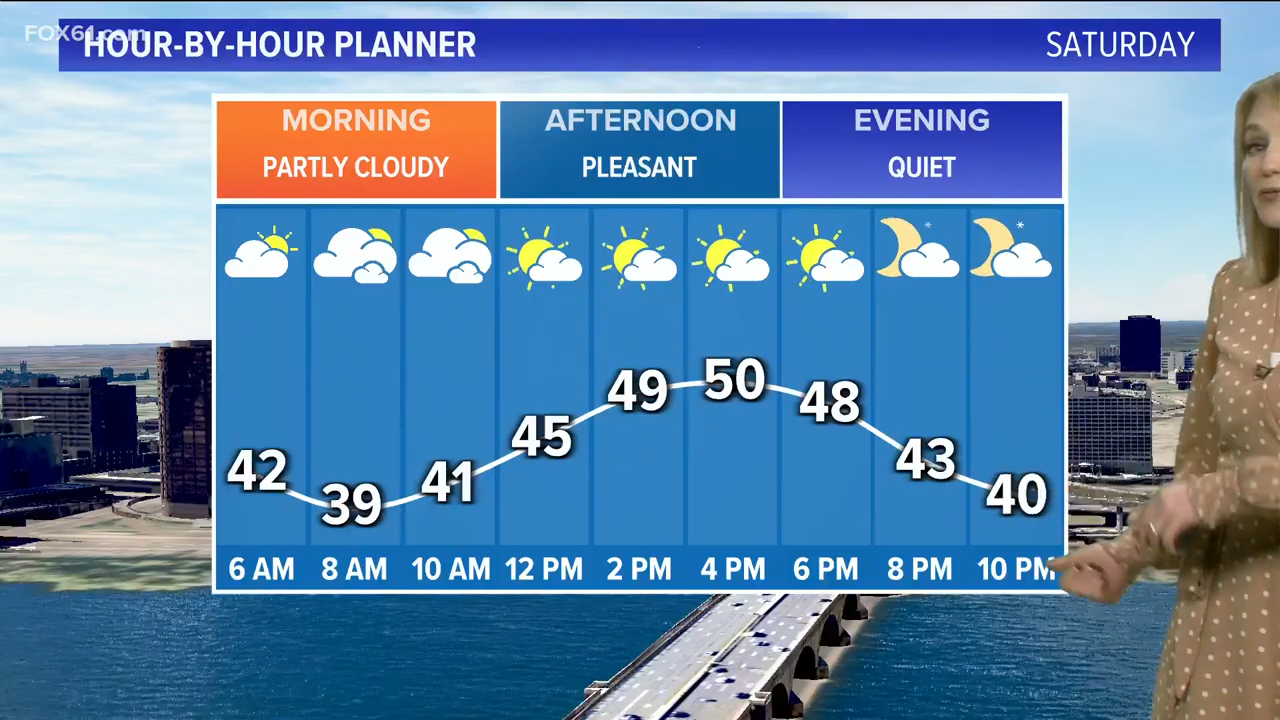 FOX61.com
HOUR-BY-HOUR PLANNER
SATURDAY
MORNING
PARTLY CLOUDY
AFTERNOON
PLEASANT
EVENING
QUIET
42 39 41 45 49 50 48 43 40
6 AM 8 AM 10 AM 12 PM 2 PM 4 PM 6 PM 8 PM 10 PM